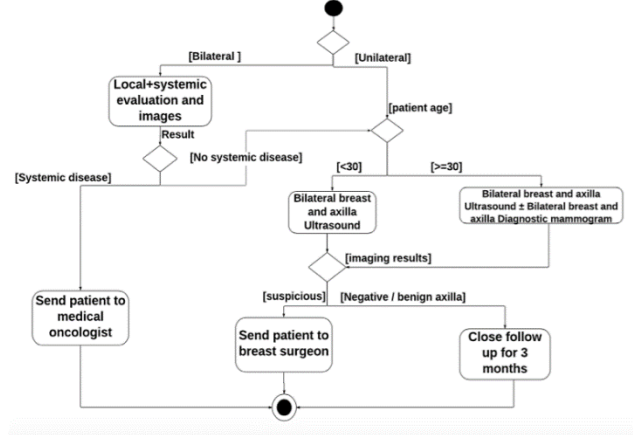 [Bilateral ]
[Unilateral]
Local+systemic
evaluation and
images
[patient age]
Result
[No systemic disease]
[Systemic disease]
[<30]
[>=30]
Bilateral breast
and axilla
Ultrasound
Bilateral breast and axilla
Ultrasound ± Bilateral breast and
axilla Diagnostic mammogram
[imaging results]
[suspicious]
[Negative / benign axilla]
Send patient to
medical
oncologist
Send patient to
breast surgeon
Close follow
up for 3
months